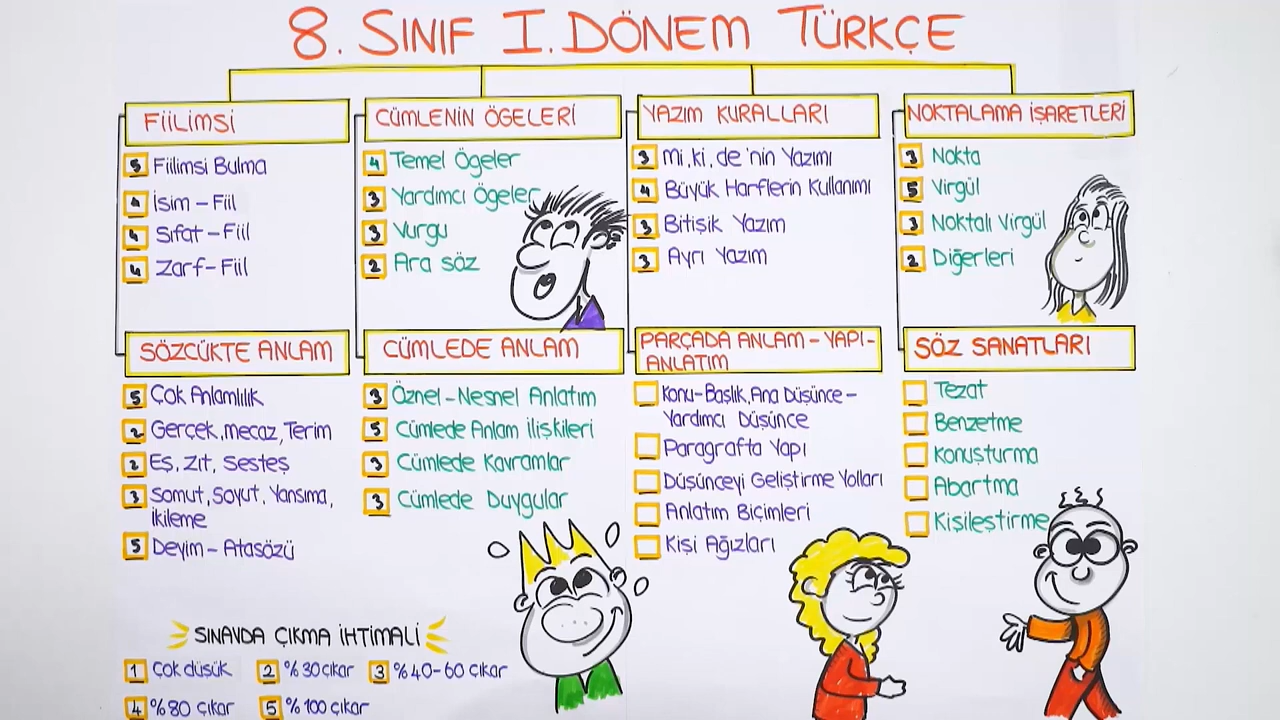 8. SINIF I. DÖNEM TÜRKÇE
FİİLİMSİ
5 Fiilimsi Bulma
4 İsim – Fiil
4 Sıfat – Fiil
4 Zarf – Fiil
CÜMLENİN ÖGELERİ
4 Temel Ögeler
3 Yardımcı Ögeler
3 Vurgu
2 Ara söz
YAZIM KURALLARI
3 mi, ki, de 'nin Yazımı
4 Büyük Harflerin Kullanımı
3 Bitişik Yazım
3 Ayrı Yazım
NOKTALAMA İŞARETLERİ
3 Nokta
5 Virgül
3 Noktalı Virgül
2 Diğerleri
SÖZCÜKTE ANLAM
5 Çok Anlamlılık
2 Gerçek, mecaz, Terim
2 Eş, Zıt, Sesteş
3 Somut, Soyut, Yansıma,
İkileme
5 Deyim – Atasözü
CÜMLEDE ANLAM
3 Öznel – Nesnel Anlatım
5 Cümlede Anlam İlişkileri
3 Cümlede Kavramlar
3 Cümlede Duygular
PARÇADA ANLAM – YAPI –
ANLATIM
Konu – Başlık, Ana Düşünce –
Yardımcı Düşünce
Paragrafta Yapı
Düşünceyi Geliştirme Yolları
Anlatım Biçimleri
Kişi Ağızları
SÖZ SANATLARI
Tezat
Benzetme
Konuşturma
Abartma
Kişileştirme
SINAVDA ÇIKMA İHTİMALİ
1 Çok düşük 2 %30 çıkar 3 %40-60 çıkar
4 %80 çıkar 5 %100 çıkar